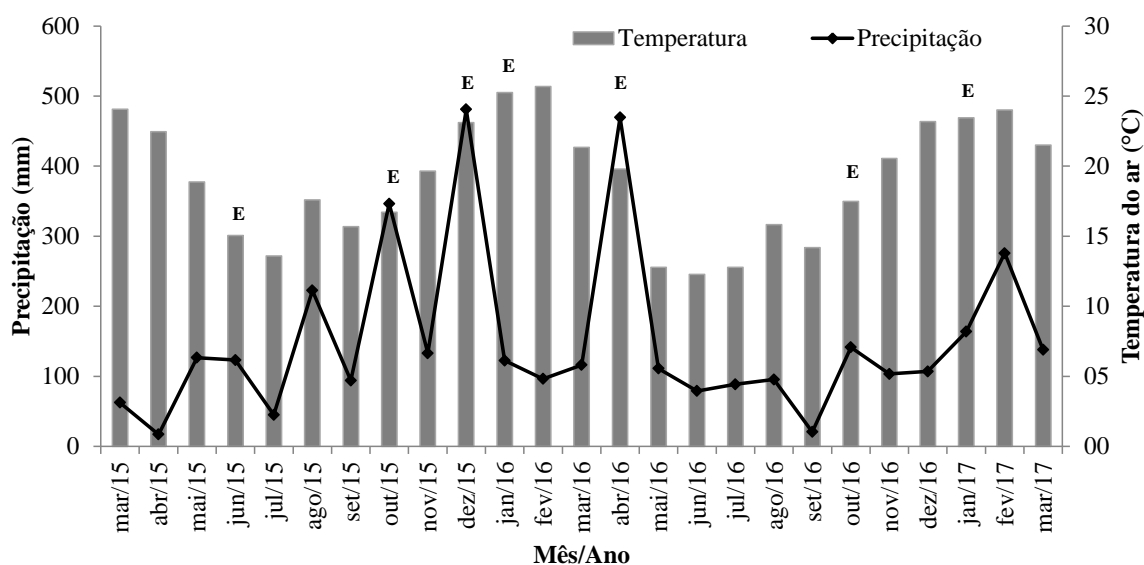 600
500
400
300
200
100
0
Precipitação (mm)
30
25
20
15
10
05
00
Temperatura do ar (°C)
Temperatura
Precipitação
E
E
E
E
E
E
E
mar/15
abr/15
mai/15
jun/15
jul/15
ago/15
set/15
out/15
nov/15
dez/15
jan/16
fev/16
mar/16
abr/16
mai/16
jun/16
jul/16
ago/16
set/16
out/16
nov/16
dez/16
jan/17
fev/17
mar/17
Mês/Ano